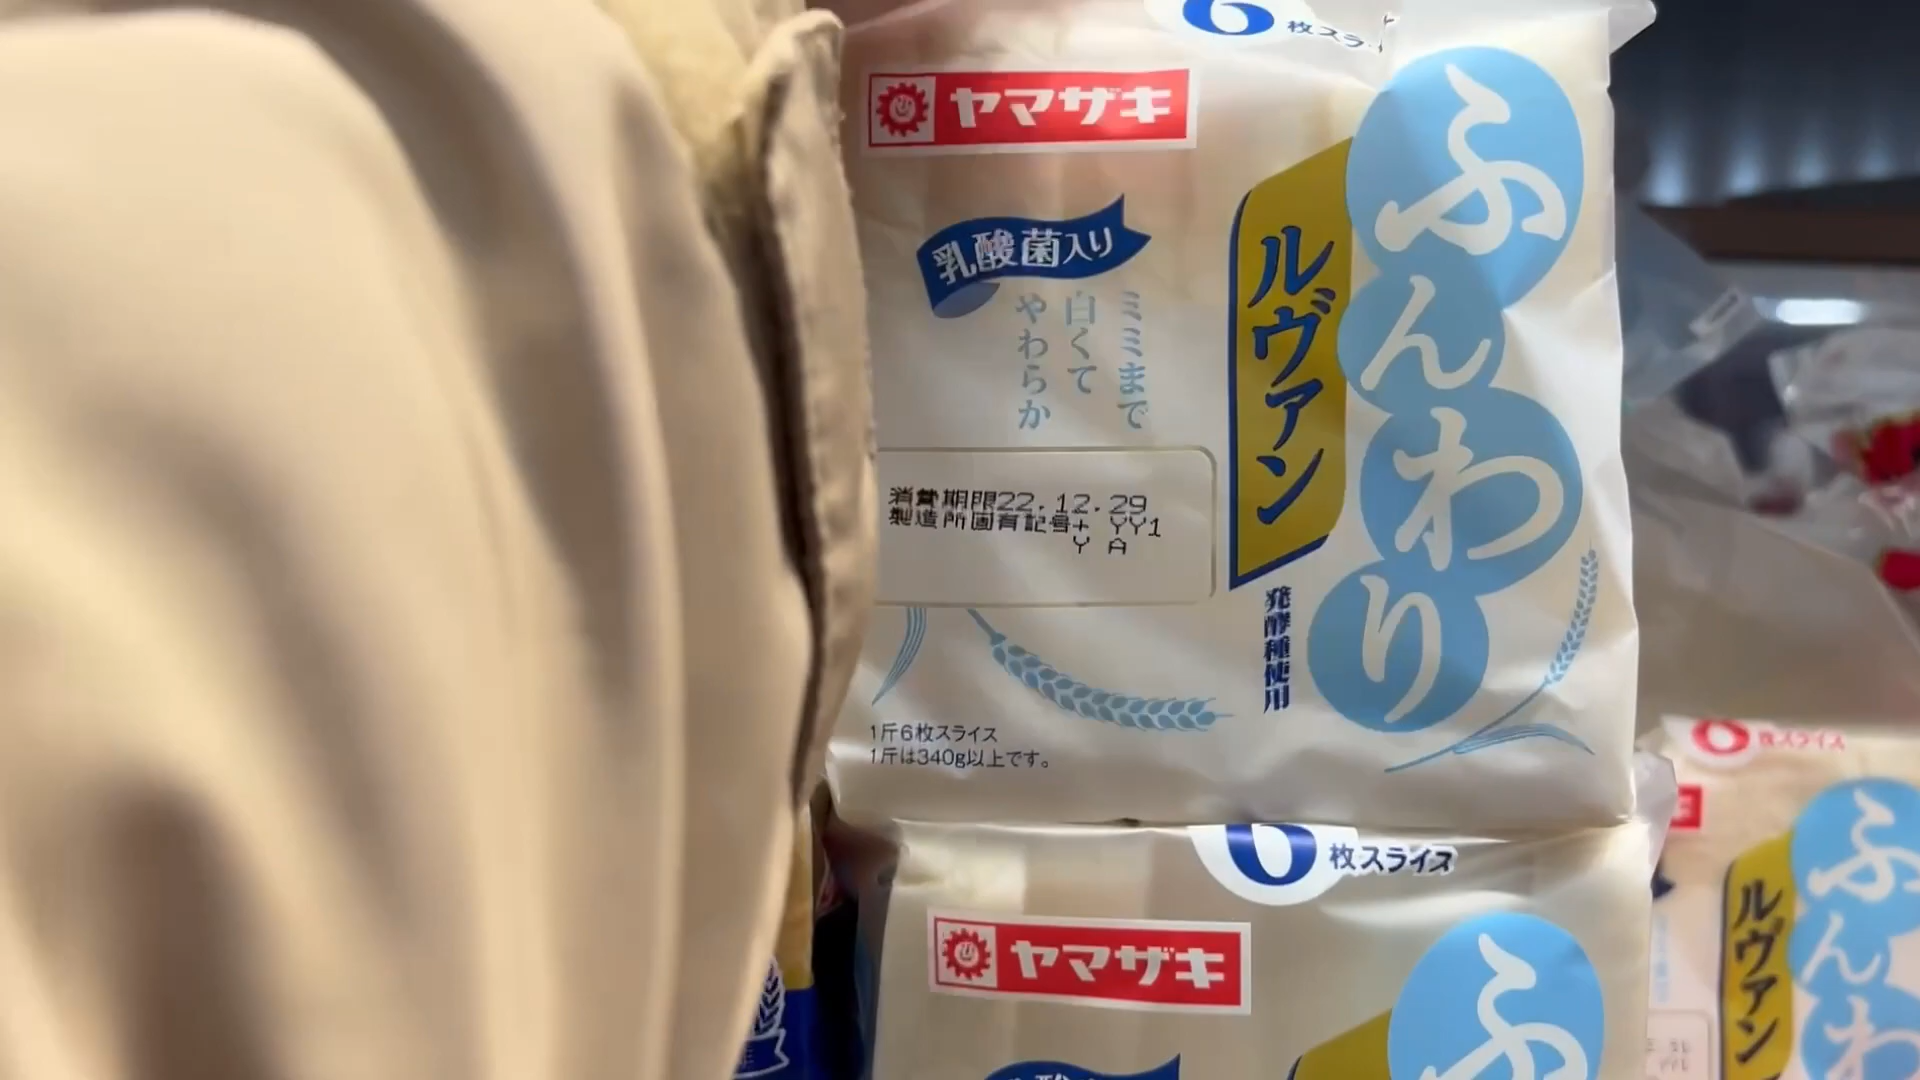 6枚スライス
ヤマザキ
ふんわり
ルヴァン
発酵種使用
乳酸菌入り
ミミまで
白くて
やわらか
消費期限22.12.29
製造所固有記号+ YY1
Y A
1斤6枚スライス
1斤は340g以上です。
6枚スライス
ヤマザキ
ふ
6枚スライス
ふんわ
ルヴァン